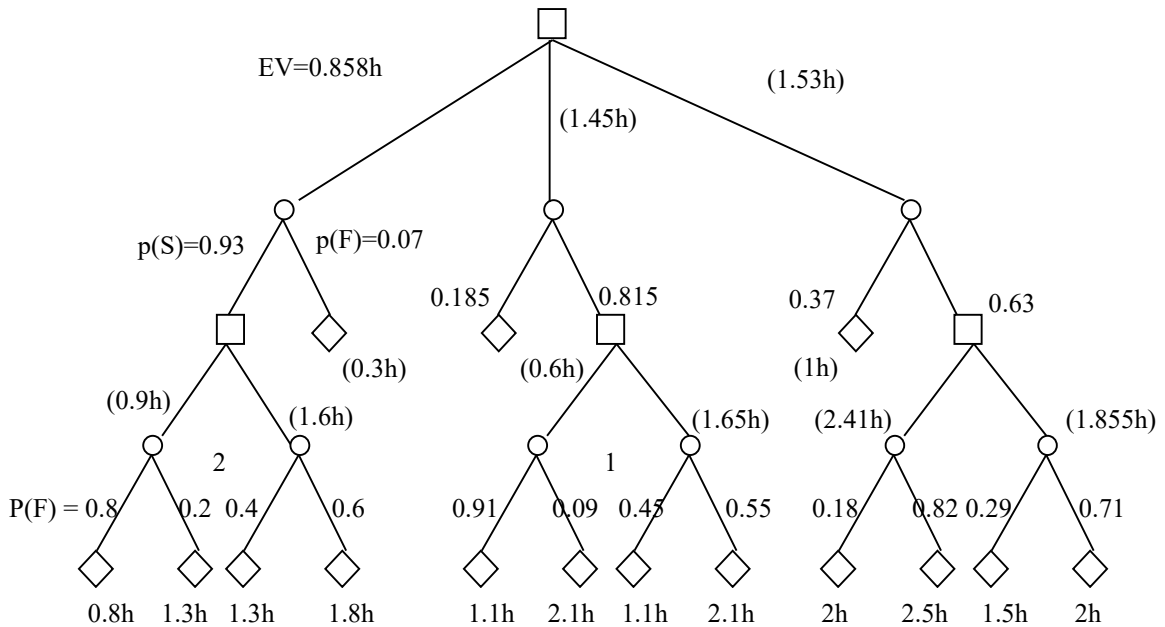 EV=0.858h
(1.53h)
(1.45h)
p(S)=0.93 p(F)=0.07
0.185 0.815 0.37 0.63
(0.3h) (0.6h) (1h)
(0.9h) (1.6h) (1.65h) (2.41h) (1.855h)
2 1
P(F) = 0.8 0.2 0.4 0.6 0.91 0.09 0.45 0.55 0.18 0.82 0.29 0.71
0.8h 1.3h 1.3h 1.8h 1.1h 2.1h 1.1h 2.1h 2h 2.5h 1.5h 2h